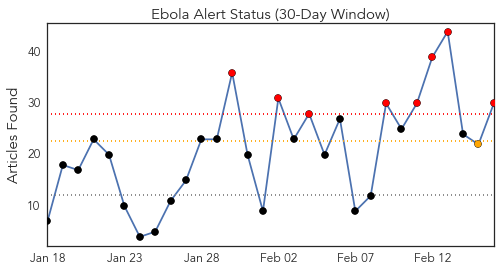 Ebola Alert Status (30-Day Window)
Articles Found
40
30
20
10
Jan 18 Jan 23 Jan 28 Feb 02 Feb 07 Feb 12